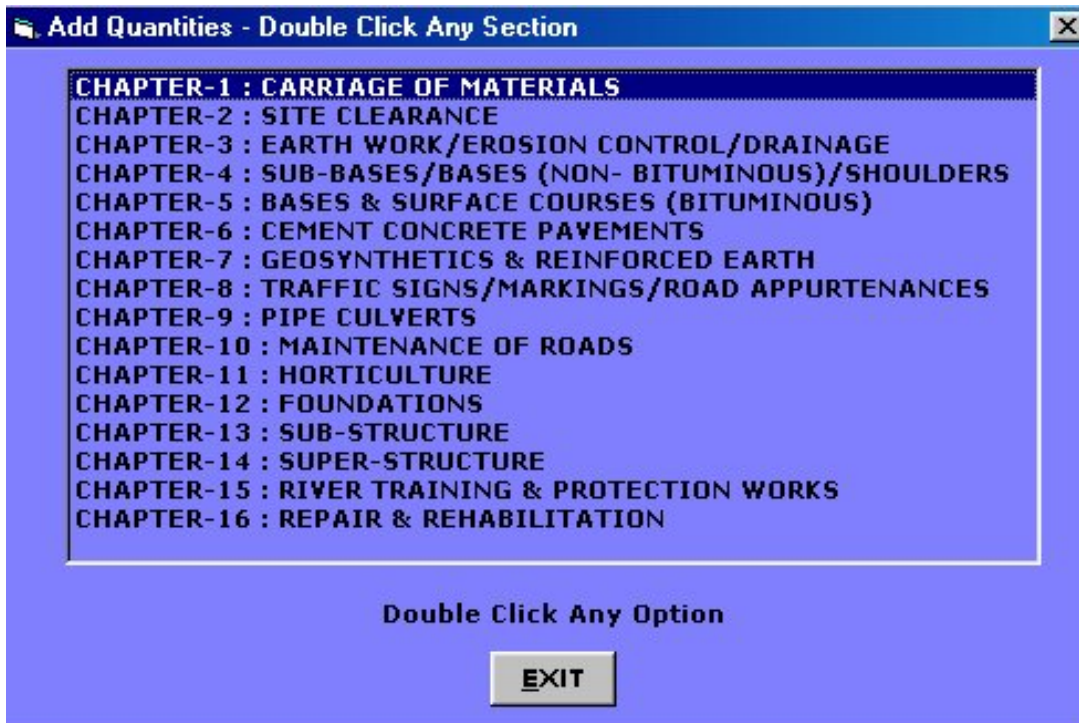 Add Quantities - Double Click Any Section
CHAPTER-1 : CARRIAGE OF MATERIALS
CHAPTER-2 : SITE CLEARANCE
CHAPTER-3 : EARTH WORK/EROSION CONTROL/DRAINAGE
CHAPTER-4 : SUB-BASES/BASES (NON- BITUMINOUS)/SHOULDERS
CHAPTER-5 : BASES & SURFACE COURSES (BITUMINOUS)
CHAPTER-6 : CEMENT CONCRETE PAVEMENTS
CHAPTER-7 : GEOSYNTHETICS & REINFORCED EARTH
CHAPTER-8 : TRAFFIC SIGNS/MARKINGS/ROAD APPURTENANCES
CHAPTER-9 : PIPE CULVERTS
CHAPTER-10 : MAINTENANCE OF ROADS
CHAPTER-11 : HORTICULTURE
CHAPTER-12 : FOUNDATIONS
CHAPTER-13 : SUB-STRUCTURE
CHAPTER-14 : SUPER-STRUCTURE
CHAPTER-15 : RIVER TRAINING & PROTECTION WORKS
CHAPTER-16 : REPAIR & REHABILITATION
Double Click Any Option
EXIT